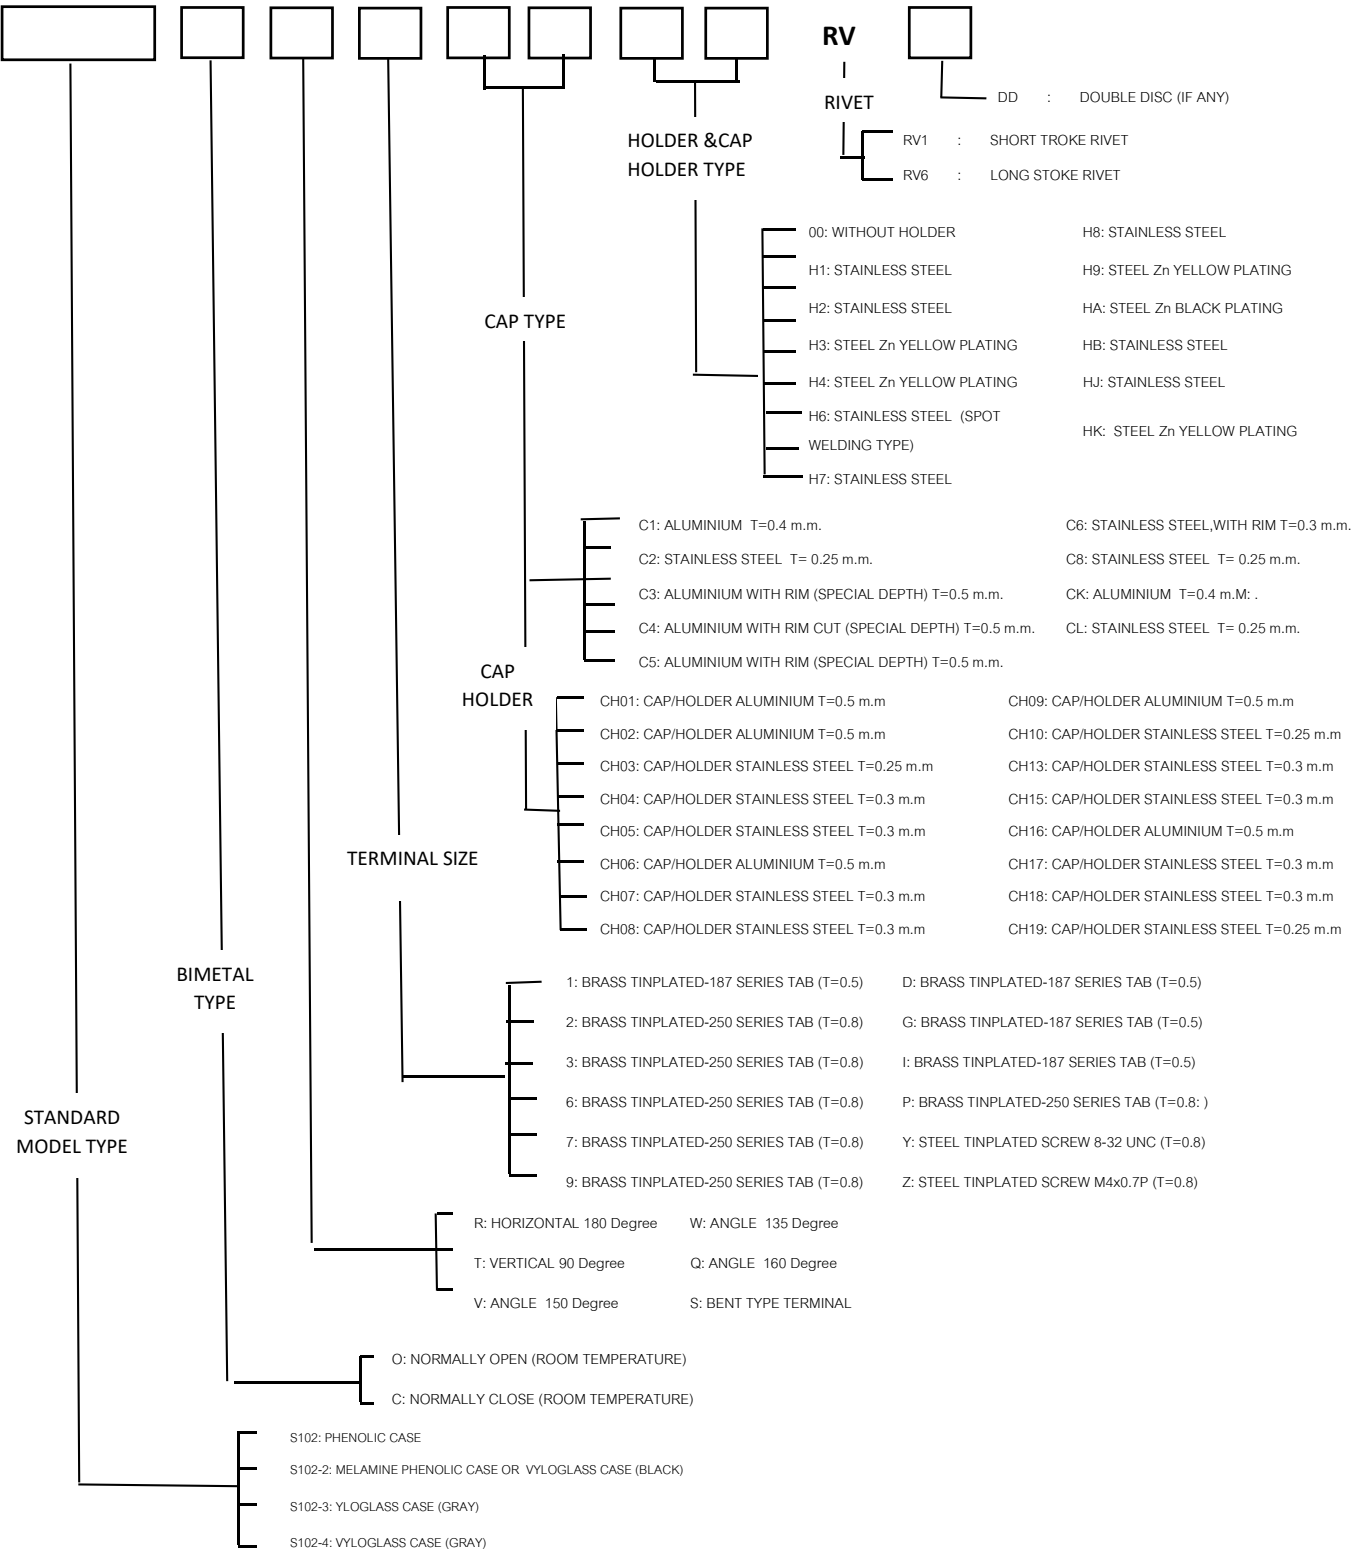 RV
RIVET
DD : DOUBLE DISC (IF ANY)
RV1 : SHORT TROKE RIVET
RV6 : LONG STOKE RIVET
HOLDER &CAP
HOLDER TYPE
00: WITHOUT HOLDER
H8: STAINLESS STEEL
H1: STAINLESS STEEL
H9: STEEL Zn YELLOW PLATING
H2: STAINLESS STEEL
HA: STEEL Zn BLACK PLATING
H3: STEEL Zn YELLOW PLATING
HB: STAINLESS STEEL
H4: STEEL Zn YELLOW PLATING
HJ: STAINLESS STEEL
H6: STAINLESS STEEL (SPOT
WELDING TYPE)
HK: STEEL Zn YELLOW PLATING
H7: STAINLESS STEEL
CAP TYPE
C1: ALUMINIUM T=0.4 m.m.
C6: STAINLESS STEEL,WITH RIM T=0.3 m.m.
C2: STAINLESS STEEL T= 0.25 m.m.
C8: STAINLESS STEEL T= 0.25 m.m.
C3: ALUMINIUM WITH RIM (SPECIAL DEPTH) T=0.5 m.m.
CK: ALUMINIUM T=0.4 m.M: .
C4: ALUMINIUM WITH RIM CUT (SPECIAL DEPTH) T=0.5 m.m.
CL: STAINLESS STEEL T= 0.25 m.m.
C5: ALUMINIUM WITH RIM (SPECIAL DEPTH) T=0.5 m.m.
CAP
HOLDER
CH01: CAP/HOLDER ALUMINIUM T=0.5 m.m
CH09: CAP/HOLDER ALUMINIUM T=0.5 m.m
CH02: CAP/HOLDER ALUMINIUM T=0.5 m.m
CH10: CAP/HOLDER STAINLESS STEEL T=0.25 m.m
CH03: CAP/HOLDER STAINLESS STEEL T=0.25 m.m
CH13: CAP/HOLDER STAINLESS STEEL T=0.3 m.m
CH04: CAP/HOLDER STAINLESS STEEL T=0.3 m.m
CH15: CAP/HOLDER STAINLESS STEEL T=0.3 m.m
CH05: CAP/HOLDER STAINLESS STEEL T=0.3 m.m
CH16: CAP/HOLDER ALUMINIUM T=0.5 m.m
CH06: CAP/HOLDER ALUMINIUM T=0.5 m.m
CH17: CAP/HOLDER STAINLESS STEEL T=0.3 m.m
CH07: CAP/HOLDER STAINLESS STEEL T=0.3 m.m
CH18: CAP/HOLDER STAINLESS STEEL T=0.3 m.m
CH08: CAP/HOLDER STAINLESS STEEL T=0.3 m.m
CH19: CAP/HOLDER STAINLESS STEEL T=0.25 m.m
TERMINAL SIZE
1: BRASS TINPLATED-187 SERIES TAB (T=0.5)
D: BRASS TINPLATED-187 SERIES TAB (T=0.5)
2: BRASS TINPLATED-250 SERIES TAB (T=0.8)
G: BRASS TINPLATED-187 SERIES TAB (T=0.5)
3: BRASS TINPLATED-250 SERIES TAB (T=0.8)
I: BRASS TINPLATED-187 SERIES TAB (T=0.5)
6: BRASS TINPLATED-250 SERIES TAB (T=0.8)
P: BRASS TINPLATED-250 SERIES TAB (T=0.8: )
7: BRASS TINPLATED-250 SERIES TAB (T=0.8)
Y: STEEL TINPLATED SCREW 8-32 UNC (T=0.8)
9: BRASS TINPLATED-250 SERIES TAB (T=0.8)
Z: STEEL TINPLATED SCREW M4x0.7P (T=0.8)
BIMETAL
TYPE
R: HORIZONTAL 180 Degree
W: ANGLE 135 Degree
T: VERTICAL 90 Degree
Q: ANGLE 160 Degree
V: ANGLE 150 Degree
S: BENT TYPE TERMINAL
O: NORMALLY OPEN (ROOM TEMPERATURE)
C: NORMALLY CLOSE (ROOM TEMPERATURE)
STANDARD
MODEL TYPE
S102: PHENOLIC CASE
S102-2: MELAMINE PHENOLIC CASE OR VYLOGLASS CASE (BLACK)
S102-3: YLOGLASS CASE (GRAY)
S102-4: VYLOGLASS CASE (GRAY)